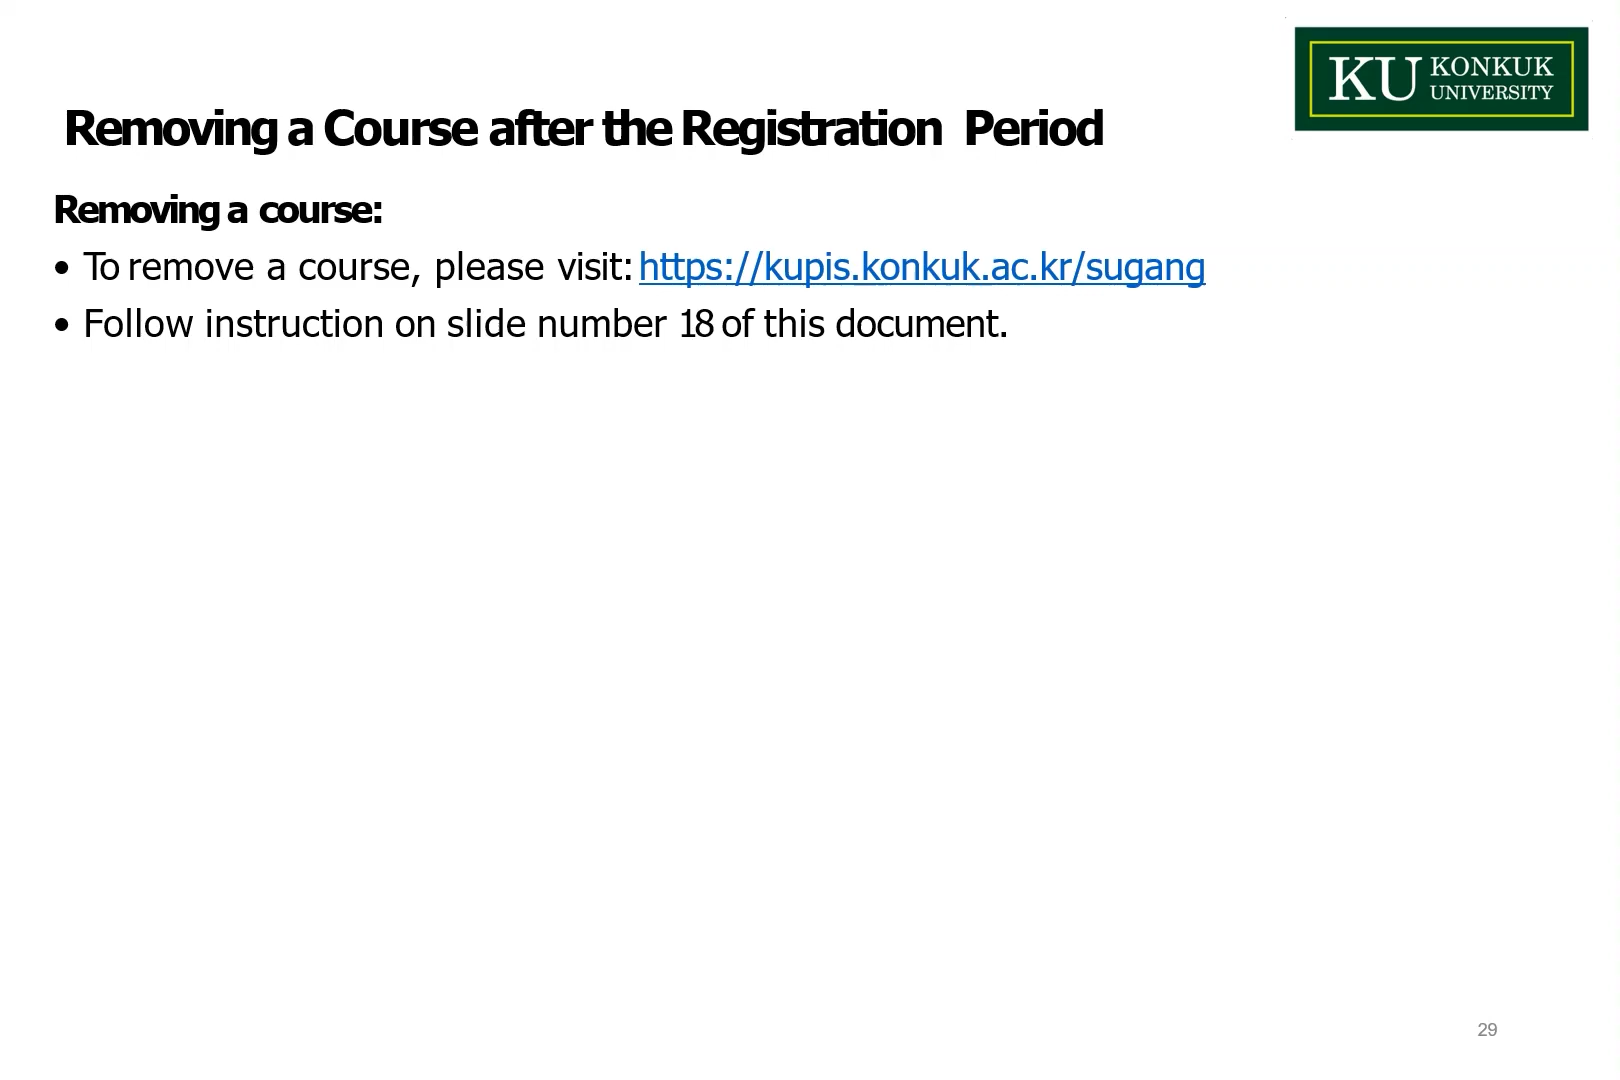 KU KONKUK
UNIVERSITY
Removing a Course after the Registration Period
Removing a course:
• To remove a course, please visit: https://kupis.konkuk.ac.kr/sugang
• Follow instruction on slide number 18 of this document.
29